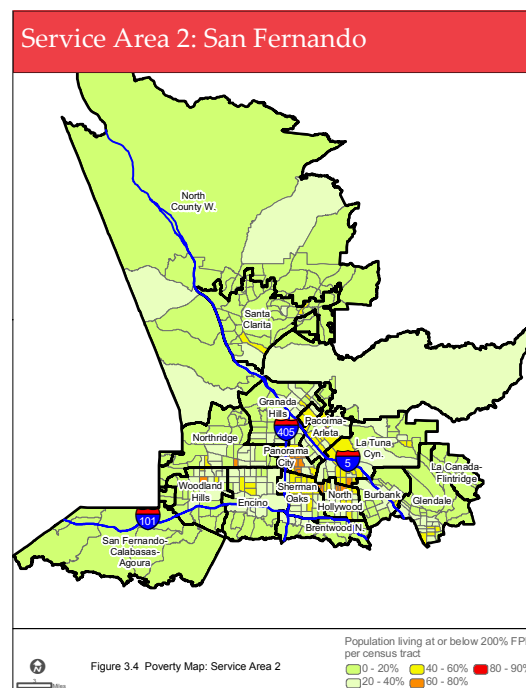 Service Area 2: San Fernando
North
County W.
Santa
Clarita
Granada
Hills
405
Pacoima-
Arleta
Northridge
Panorama
City
5
La Tuna
Cyn.
La Canada-
Flintridge
Woodland
Hills
Encino
Sherman
Oaks
North
Hollywood
Burbank
Glendale
101
Brentwood N.
San Fernando-
Calabasas-
Agoura
Population living at or below 200% FPL
per census tract
0 - 20%
40 - 60%
80 - 90%
20 - 40%
60 - 80%
N
Miles
Figure 3.4 Poverty Map: Service Area 2